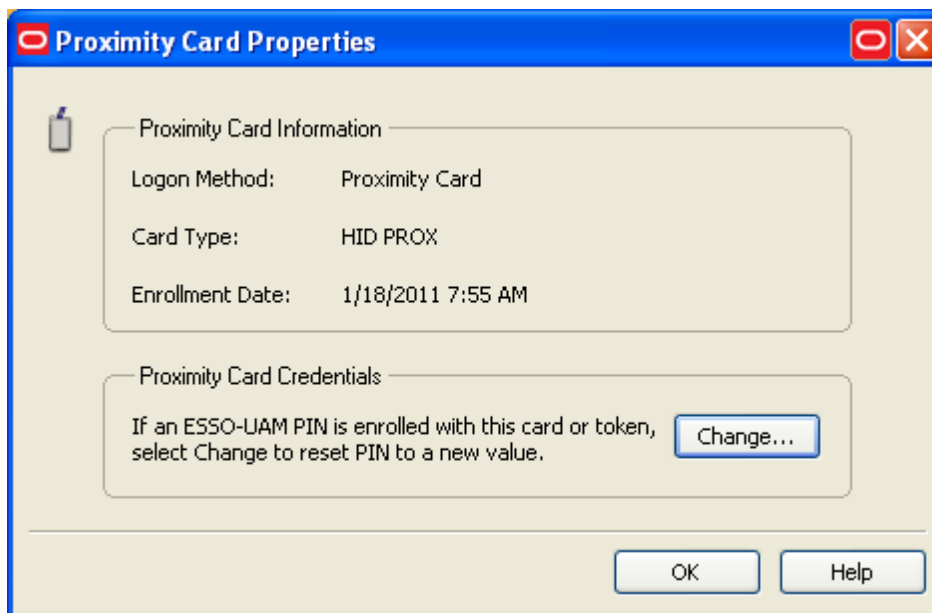 Proximity Card Properties
Proximity Card Information
Logon Method: Proximity Card
Card Type: HID PROX
Enrollment Date: 1/18/2011 7:55 AM
Proximity Card Credentials
If an ESSO-UAM PIN is enrolled with this card or token,
select Change to reset PIN to a new value.
Change...
OK Help